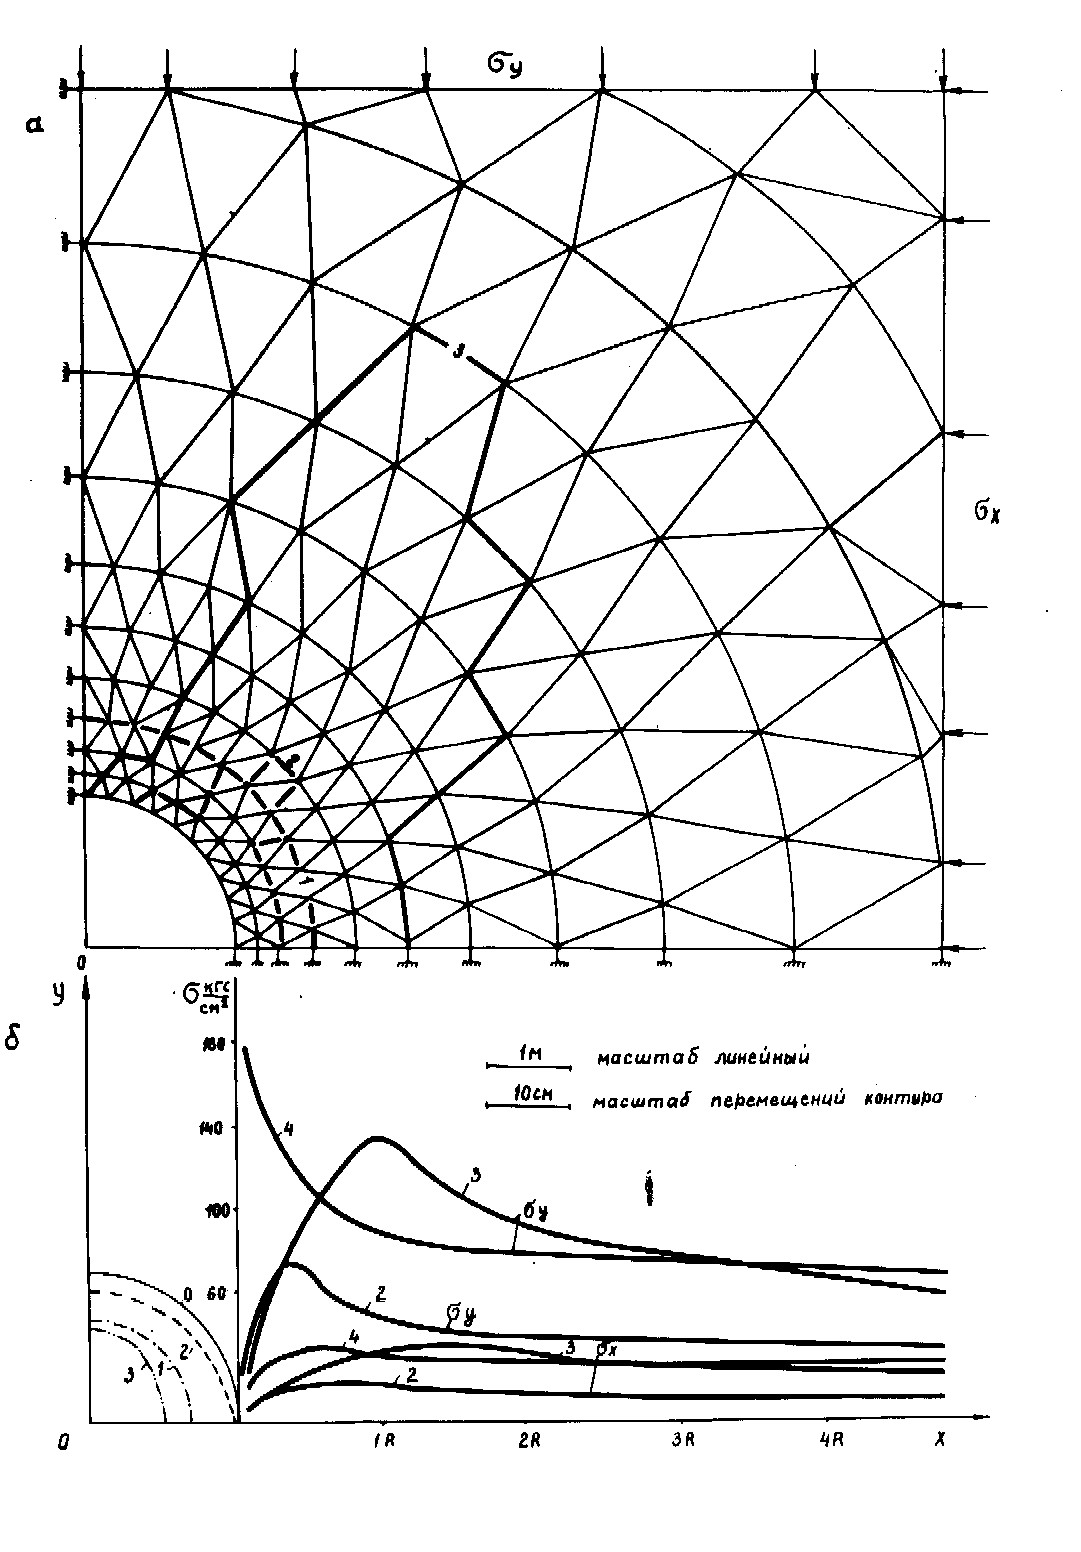 σy
а
3
2
1
σx
0
y
σ кгс/см²
б
180
1м масштаб линейный
10см масштаб перемещений контура
140
4
3
100
σy
0 60
2
σy
4
3
σx
2
3 1 2
0
1R
2R
3R
4R
X